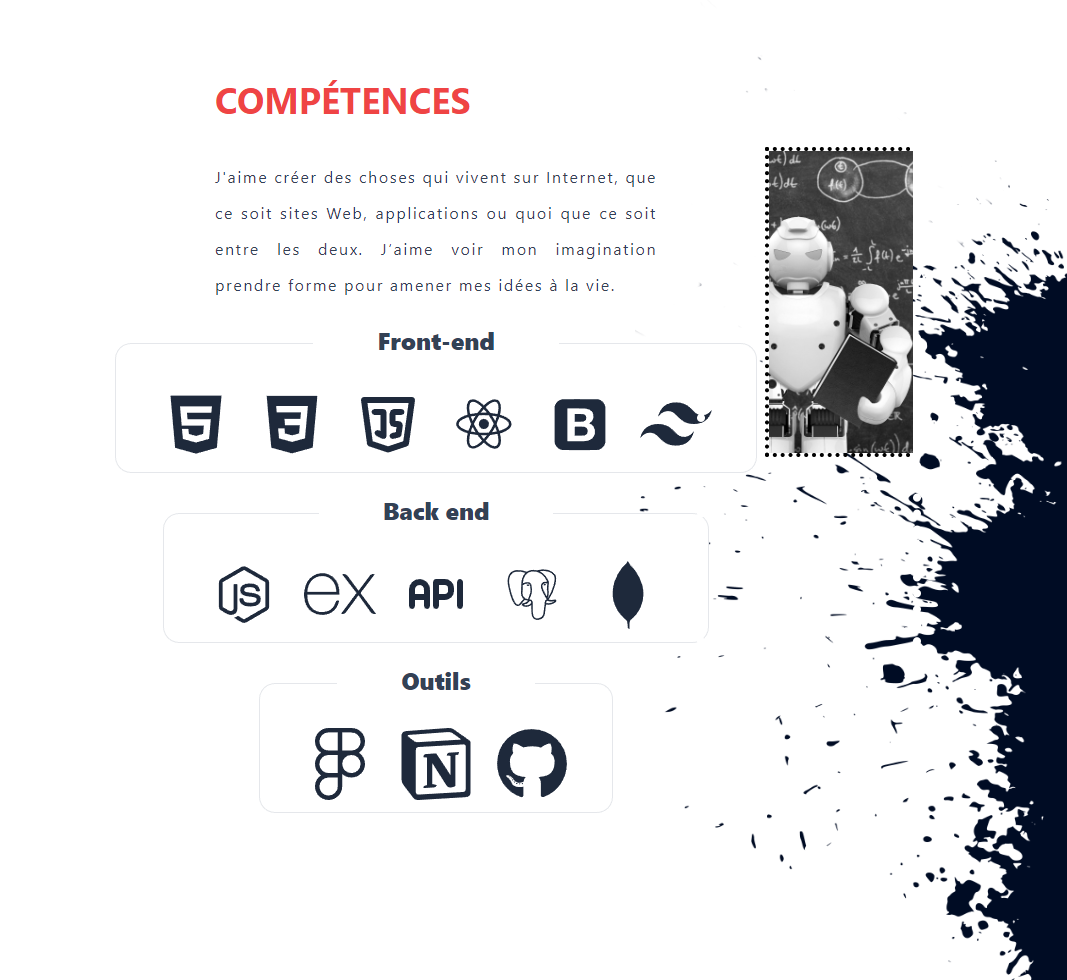 COMPÉTENCES
J'aime créer des choses qui vivent sur Internet, que
ce soit sites Web, applications ou quoi que ce soit
entre les deux. J’aime voir mon imagination
prendre forme pour amener mes idées à la vie.
Front-end
5
3
JS
B
Back end
JS
ex
API
Outils
N